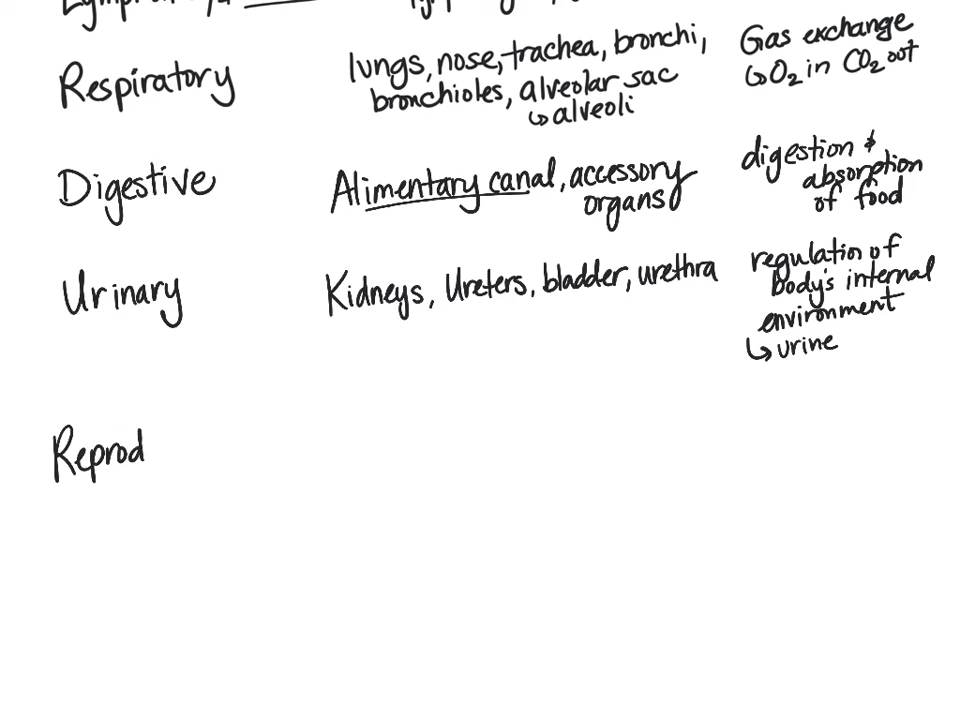 Respiratory
lungs, nose, trachea, bronchi,
bronchioles, alveolar sac
↳ alveoli
Gas exchange
↳ O2 in CO2 out
Digestive
Alimentary canal, accessory
organs
digestion &
absorption
of food
Urinary
Kidneys, Ureters, bladder, urethra
regulation of
body's internal
environment
↳ urine
Reprod